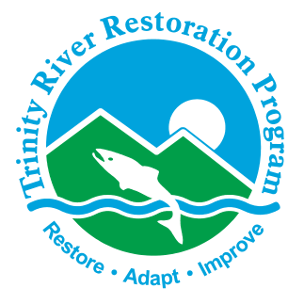 Trinity River Restoration Program
Restore • Adapt • Improve